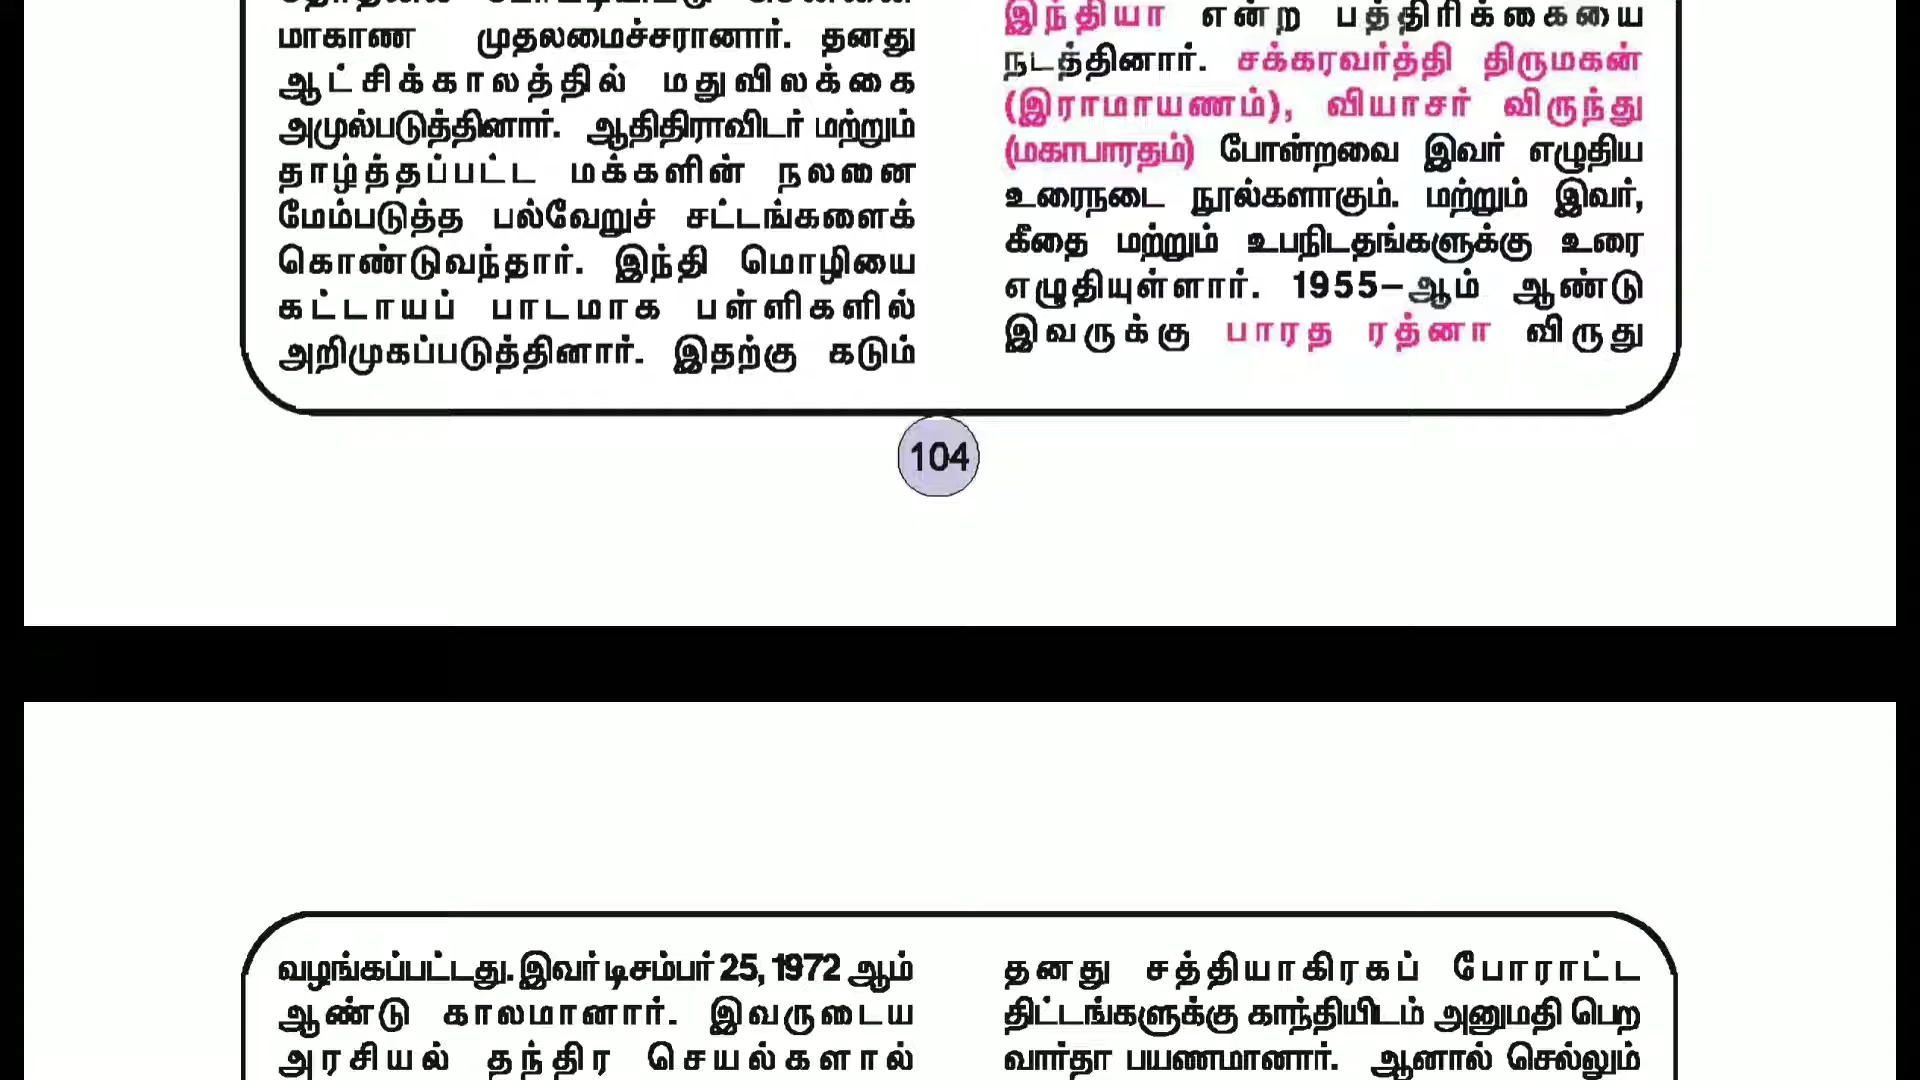 மாகாண முதலமைச்சரானார். தனது
ஆட்சிக்காலத்தில் மதுவிலக்கை
அமுல்படுத்தினார். ஆதிதிராவிடர் மற்றும்
தாழ்த்தப்பட்ட மக்களின் நலனை
மேம்படுத்த பல்வேறுச் சட்டங்களைக்
கொண்டுவந்தார். இந்தி மொழியை
கட்டாயப் பாடமாக பள்ளிகளில்
அறிமுகப்படுத்தினார். இதற்கு கடும்
இந்தியா என்ற பத்திரிக்கையை
நடத்தினார். சக்கரவர்த்தி திருமகன்
(இராமாயணம்), வியாசர் விருந்து
(மகாபாரதம்) போன்றவை இவர் எழுதிய
உரைநடை நூல்களாகும். மற்றும் இவர்,
கீதை மற்றும் உபநிடதங்களுக்கு உரை
எழுதியுள்ளார். 1955–ஆம் ஆண்டு
இவருக்கு பாரத ரத்னா விருது
104
வழங்கப்பட்டது. இவர் டிசம்பர் 25, 1972 ஆம்
ஆண்டு காலமானார். இவருடைய
அரசியல் தந்திர செயல்களால்
தனது சத்தியாகிரகப் போராட்ட
திட்டங்களுக்கு காந்தியிடம் அனுமதி பெற
வார்தா பயணமானார். ஆனால் செல்லும்